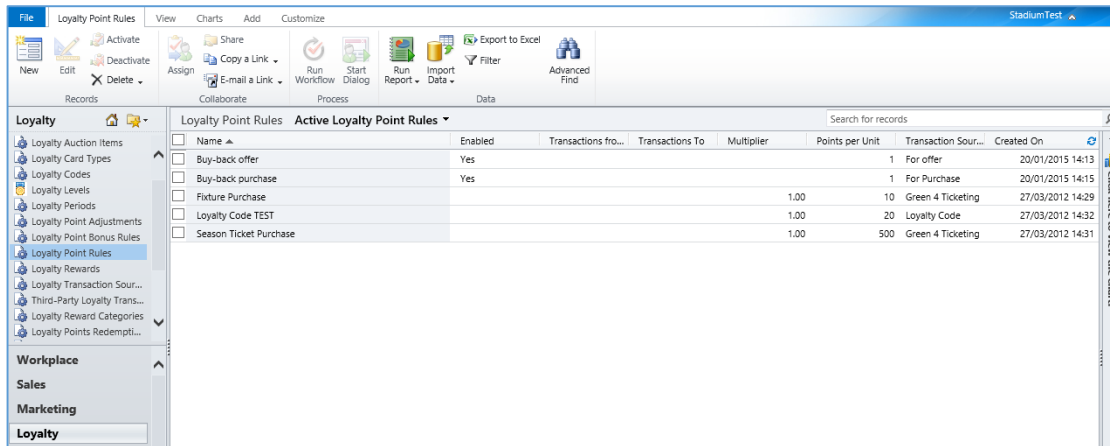 File Loyalty Point Rules View Charts Add Customize StadiumTest
New Edit Activate Deactivate Delete
Assign Share Copy a Link E-mail a Link
Run Workflow Start Dialog
Run Report Import Data Export to Excel Filter Advanced Find
Records Collaborate Process Data
Loyalty
Loyalty Auction Items
Loyalty Card Types
Loyalty Codes
Loyalty Levels
Loyalty Periods
Loyalty Point Adjustments
Loyalty Point Bonus Rules
Loyalty Point Rules
Loyalty Rewards
Loyalty Transaction Sour...
Third-Party Loyalty Trans...
Loyalty Reward Categories
Loyalty Points Redempti...
Workplace
Sales
Marketing
Loyalty
Loyalty Point Rules Active Loyalty Point Rules Search for records
Name Enabled Transactions fro... Transactions To Multiplier Points per Unit Transaction Sour... Created On
Buy-back offer Yes 1 For offer 20/01/2015 14:13
Buy-back purchase Yes 1 For Purchase 20/01/2015 14:15
Fixture Purchase 1.00 10 Green 4 Ticketing 27/03/2012 14:29
Loyalty Code TEST 1.00 20 Loyalty Code 27/03/2012 14:32
Season Ticket Purchase 1.00 500 Green 4 Ticketing 27/03/2012 14:31